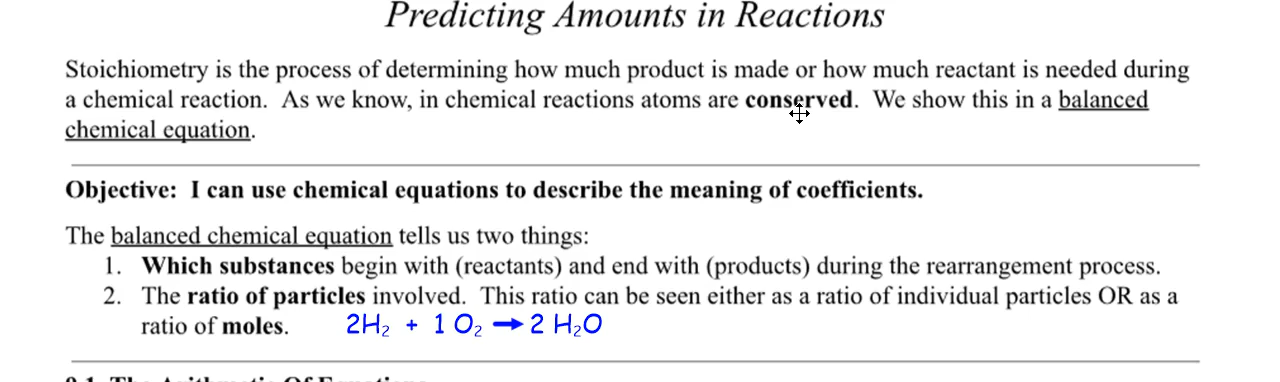 Predicting Amounts in Reactions
Stoichiometry is the process of determining how much product is made or how much reactant is needed during
a chemical reaction.  As we know, in chemical reactions atoms are conserved.  We show this in a balanced
chemical equation.
Objective:  I can use chemical equations to describe the meaning of coefficients.
The balanced chemical equation tells us two things:
1. Which substances begin with (reactants) and end with (products) during the rearrangement process.
2. The ratio of particles involved.  This ratio can be seen either as a ratio of individual particles OR as a
ratio of moles. 2H₂ + 1 O₂ → 2 H₂O